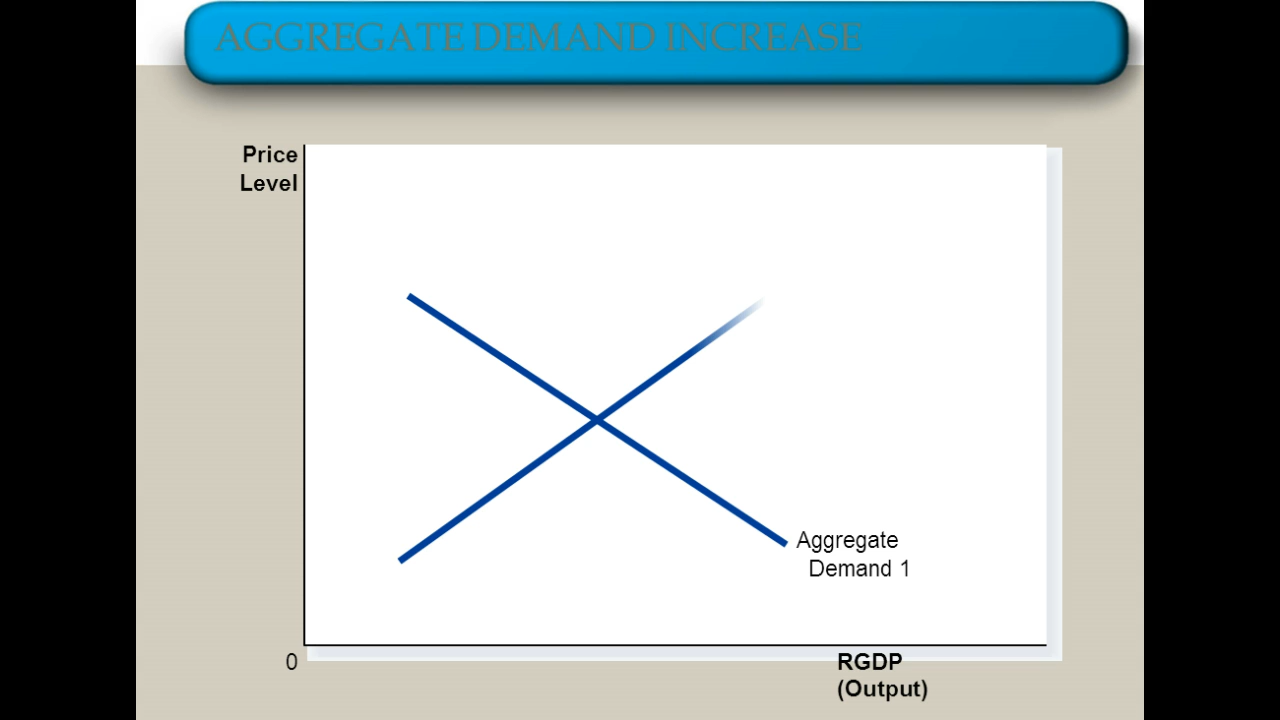 AGGREGATE DEMAND INCREASE
Price
Level
Aggregate
Demand 1
0
RGDP
(Output)